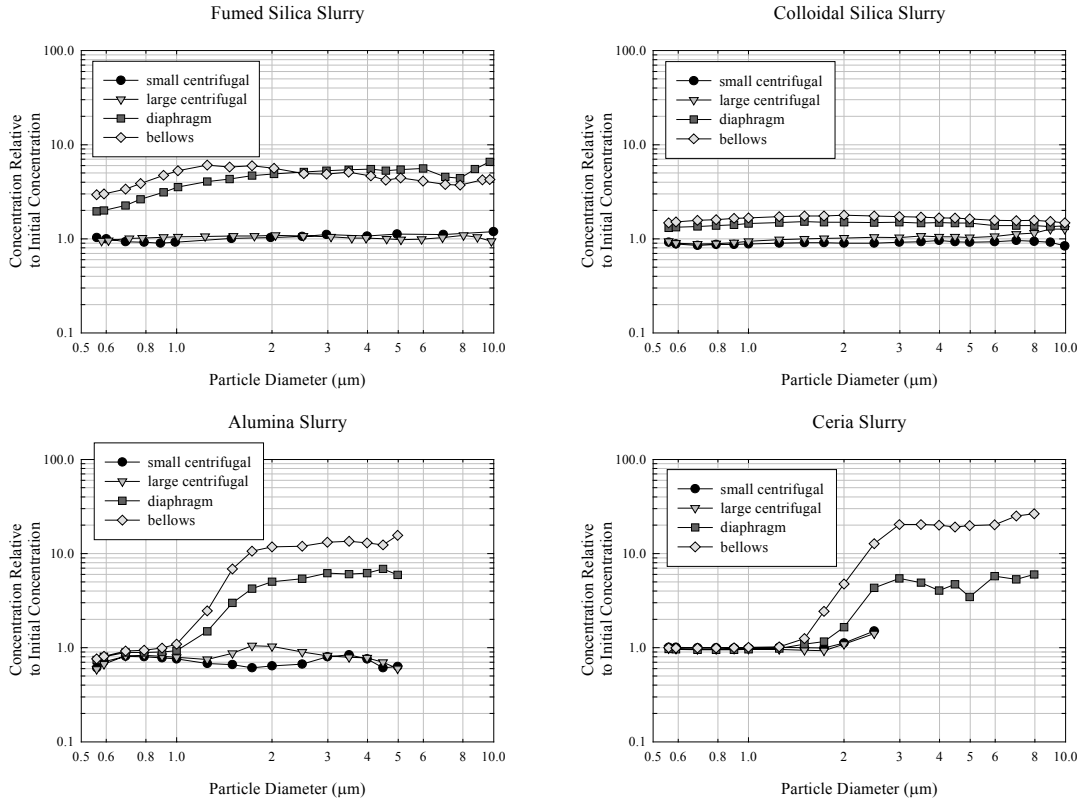 Fumed Silica Slurry
Concentration Relative
to Initial Concentration
100.0
10.0
1.0
0.1
small centrifugal
large centrifugal
diaphragm
bellows
0.5 0.6 0.8 1.0 2 3 4 5 6 8 10.0
Particle Diameter (μm)
Colloidal Silica Slurry
Concentration Relative
to Initial Concentration
100.0
10.0
1.0
0.1
small centrifugal
large centrifugal
diaphragm
bellows
0.5 0.6 0.8 1.0 2 3 4 5 6 8 10.0
Particle Diameter (μm)
Alumina Slurry
Concentration Relative
to Initial Concentration
100.0
10.0
1.0
0.1
small centrifugal
large centrifugal
diaphragm
bellows
0.5 0.6 0.8 1.0 2 3 4 5 6 8 10.0
Particle Diameter (μm)
Ceria Slurry
Concentration Relative
to Initial Concentration
100.0
10.0
1.0
0.1
small centrifugal
large centrifugal
diaphragm
bellows
0.5 0.6 0.8 1.0 2 3 4 5 6 8 10.0
Particle Diameter (μm)